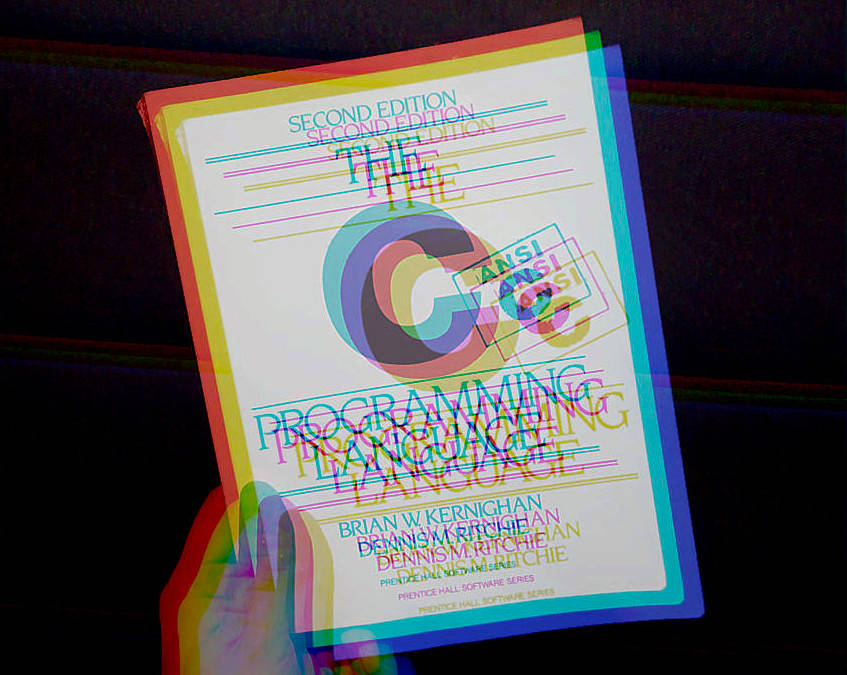 SECOND EDITION
THE
C
ANSI
C
PROGRAMMING
LANGUAGE
BRIAN W. KERNIGHAN
DENNIS M. RITCHIE
PRENTICE HALL SOFTWARE SERIES